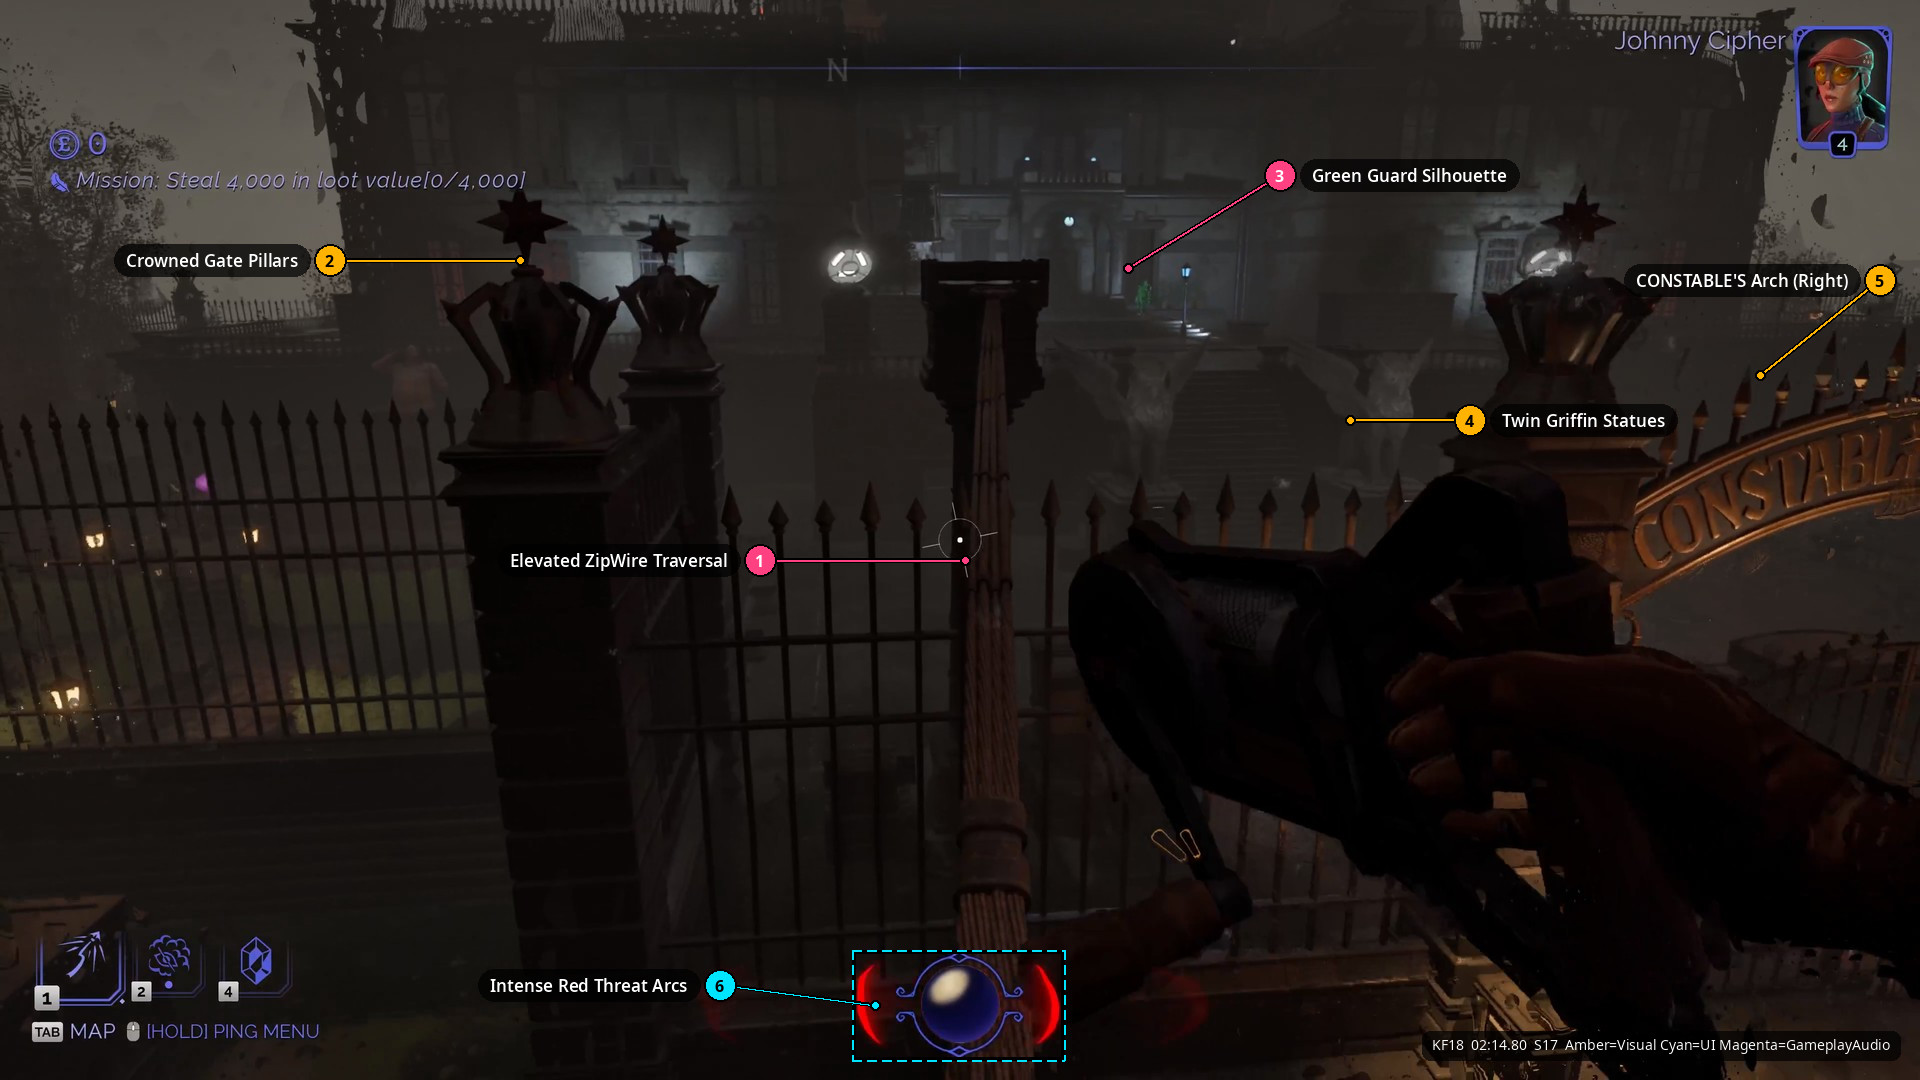 N
Johnny Cipher
4
0
Mission: Steal 4,000 in loot value[0/4,000]
3 Green Guard Silhouette
Crowned Gate Pillars 2
CONSTABLE'S Arch (Right) 5
4 Twin Griffin Statues
CONSTABL
Elevated ZipWire Traversal 1
Intense Red Threat Arcs 6
1 2 4
TAB MAP [HOLD] PING MENU
KF18 02:14.80 S17 Amber=Visual Cyan=UI Magenta=GameplayAudio